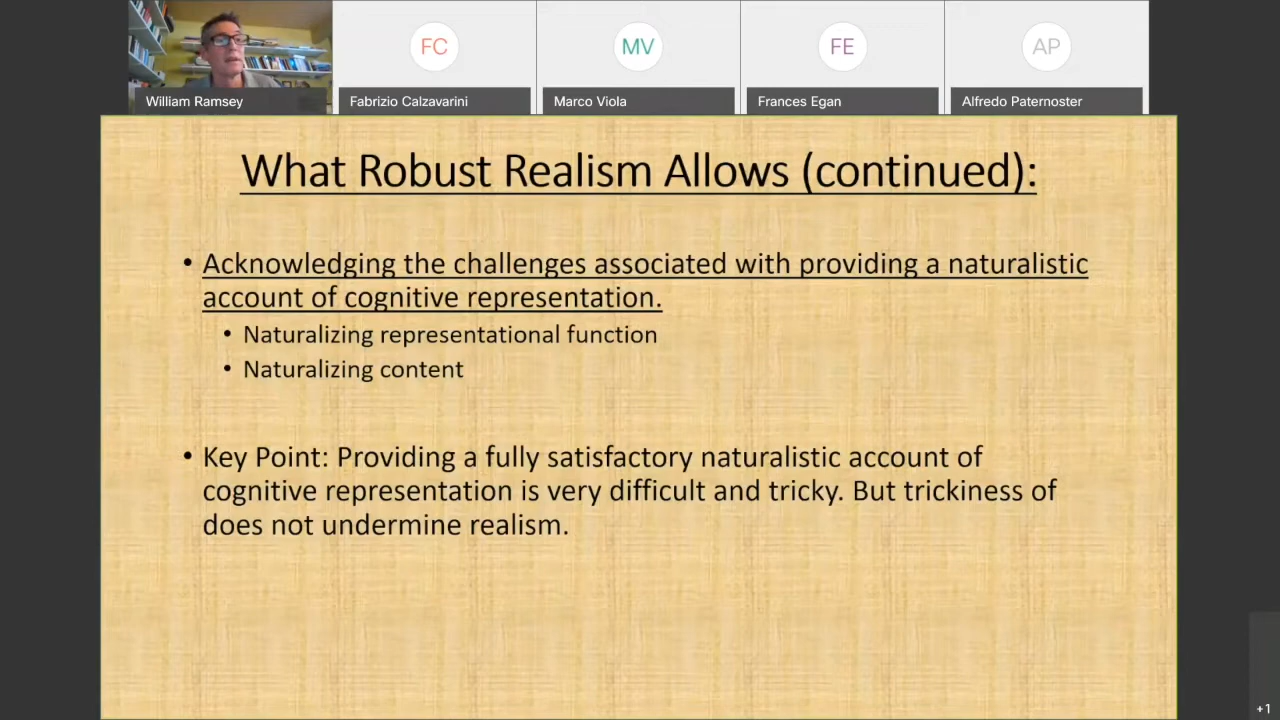 FC
MV
FE
AP
William Ramsey
Fabrizio Calzavarini
Marco Viola
Frances Egan
Alfredo Paternoster
What Robust Realism Allows (continued):
• Acknowledging the challenges associated with providing a naturalistic
account of cognitive representation.
• Naturalizing representational function
• Naturalizing content
• Key Point: Providing a fully satisfactory naturalistic account of
cognitive representation is very difficult and tricky. But trickiness of
does not undermine realism.
+1